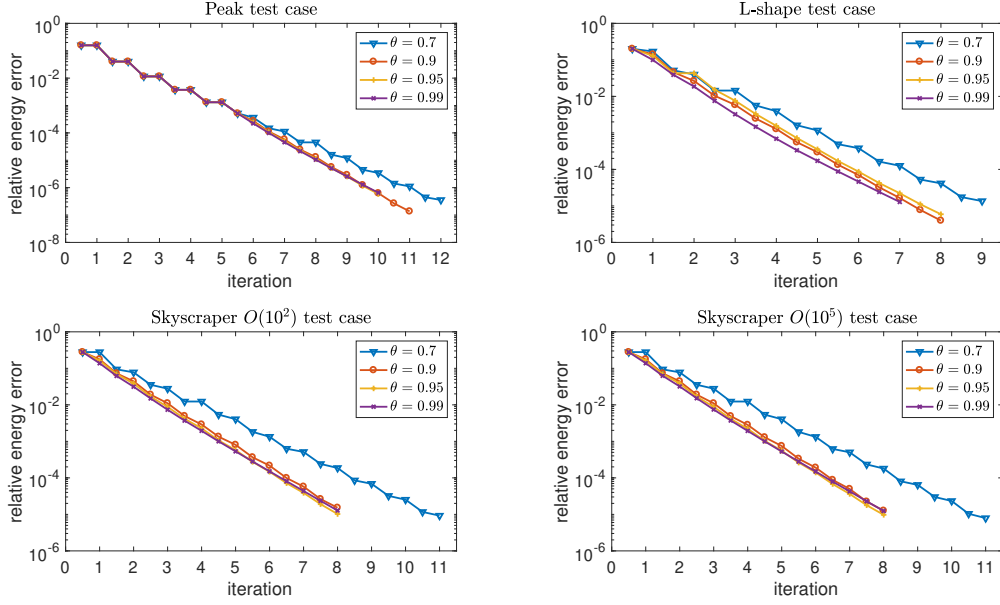 Peak test case
10^0
10^-2
10^-4
10^-6
10^-8
relative energy error
0 1 2 3 4 5 6 7 8 9 10 11 12
iteration
θ = 0.7
θ = 0.9
θ = 0.95
θ = 0.99
L-shape test case
10^0
10^-2
10^-4
10^-6
relative energy error
0 1 2 3 4 5 6 7 8 9
iteration
θ = 0.7
θ = 0.9
θ = 0.95
θ = 0.99
Skyscraper O(10^2) test case
10^0
10^-2
10^-4
10^-6
relative energy error
0 1 2 3 4 5 6 7 8 9 10 11
iteration
θ = 0.7
θ = 0.9
θ = 0.95
θ = 0.99
Skyscraper O(10^5) test case
10^0
10^-2
10^-4
10^-6
relative energy error
0 1 2 3 4 5 6 7 8 9 10 11
iteration
θ = 0.7
θ = 0.9
θ = 0.95
θ = 0.99